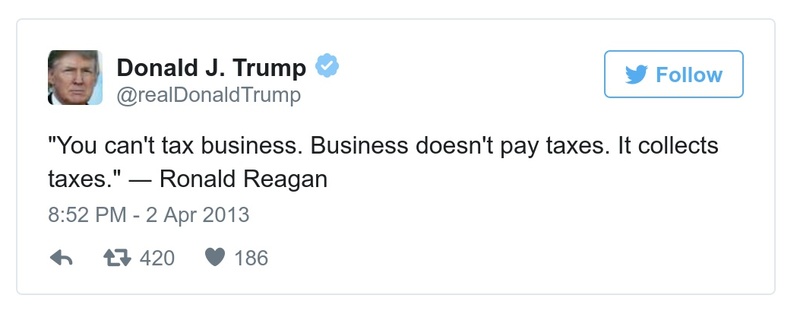 Donald J. Trump
@realDonaldTrump
Follow
"You can't tax business. Business doesn't pay taxes. It collects
taxes." — Ronald Reagan
8:52 PM - 2 Apr 2013
420 186